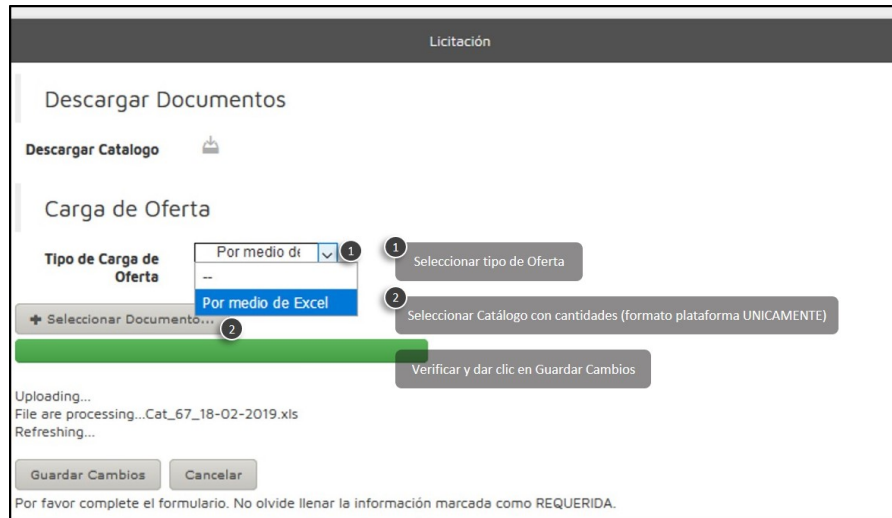 Licitación
Descargar Documentos
Descargar Catalogo
Carga de Oferta
Tipo de Carga de
Oferta
Por medio de
1
1
Seleccionar tipo de Oferta
--
Por medio de Excel
2
Seleccionar Catálogo con cantidades (formato plataforma UNICAMENTE)
Seleccionar Documento...
2
Verificar y dar clic en Guardar Cambios
Uploading...
File are processing...Cat_67_18-02-2019.xls
Refreshing...
Guardar Cambios
Cancelar
Por favor complete el formulario. No olvide llenar la información marcada como REQUERIDA.